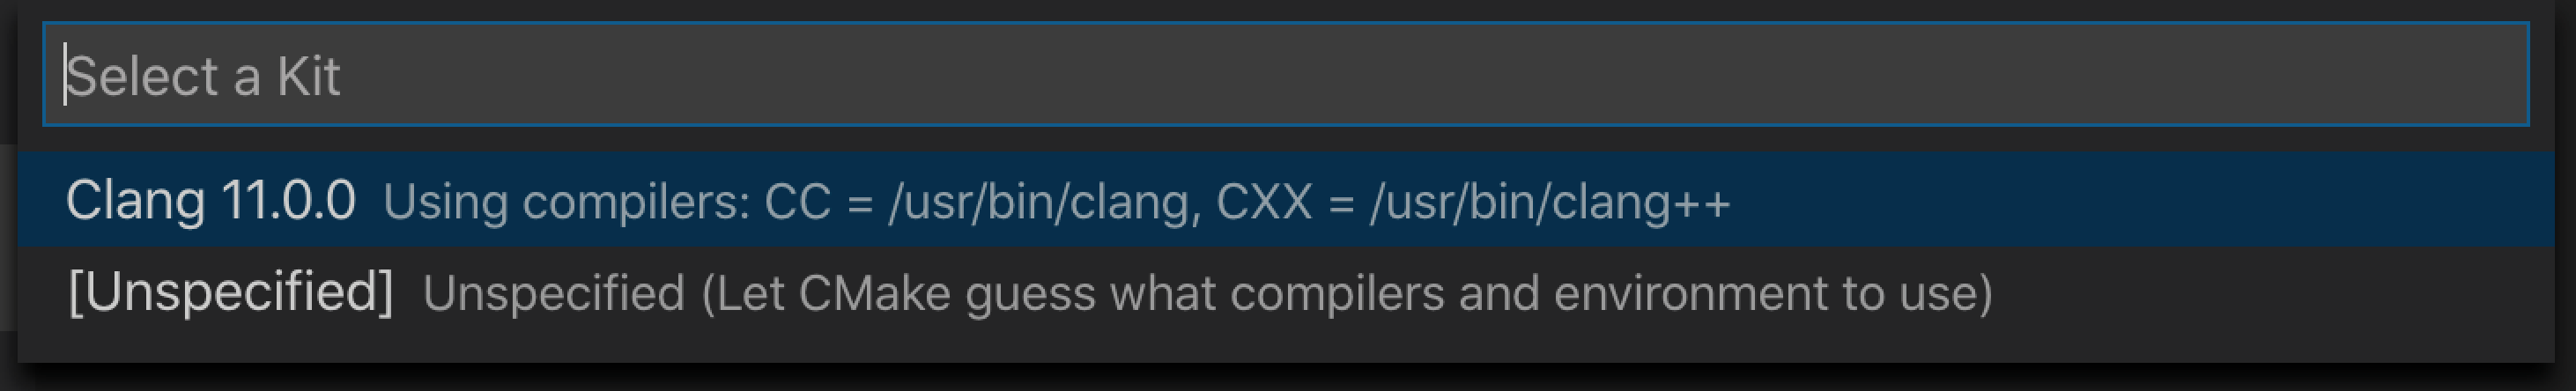 Select a Kit
Clang 11.0.0 Using compilers: CC = /usr/bin/clang, CXX = /usr/bin/clang++
[Unspecified] Unspecified (Let CMake guess what compilers and environment to use)